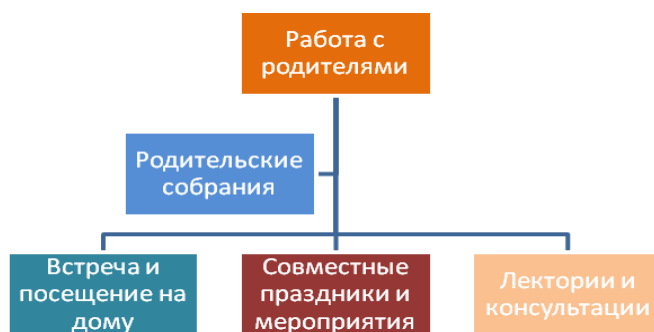 Работа с
родителями
Родительские
собрания
Встреча и
посещение на
дому
Совместные
праздники и
мероприятия
Лектории и
консультации